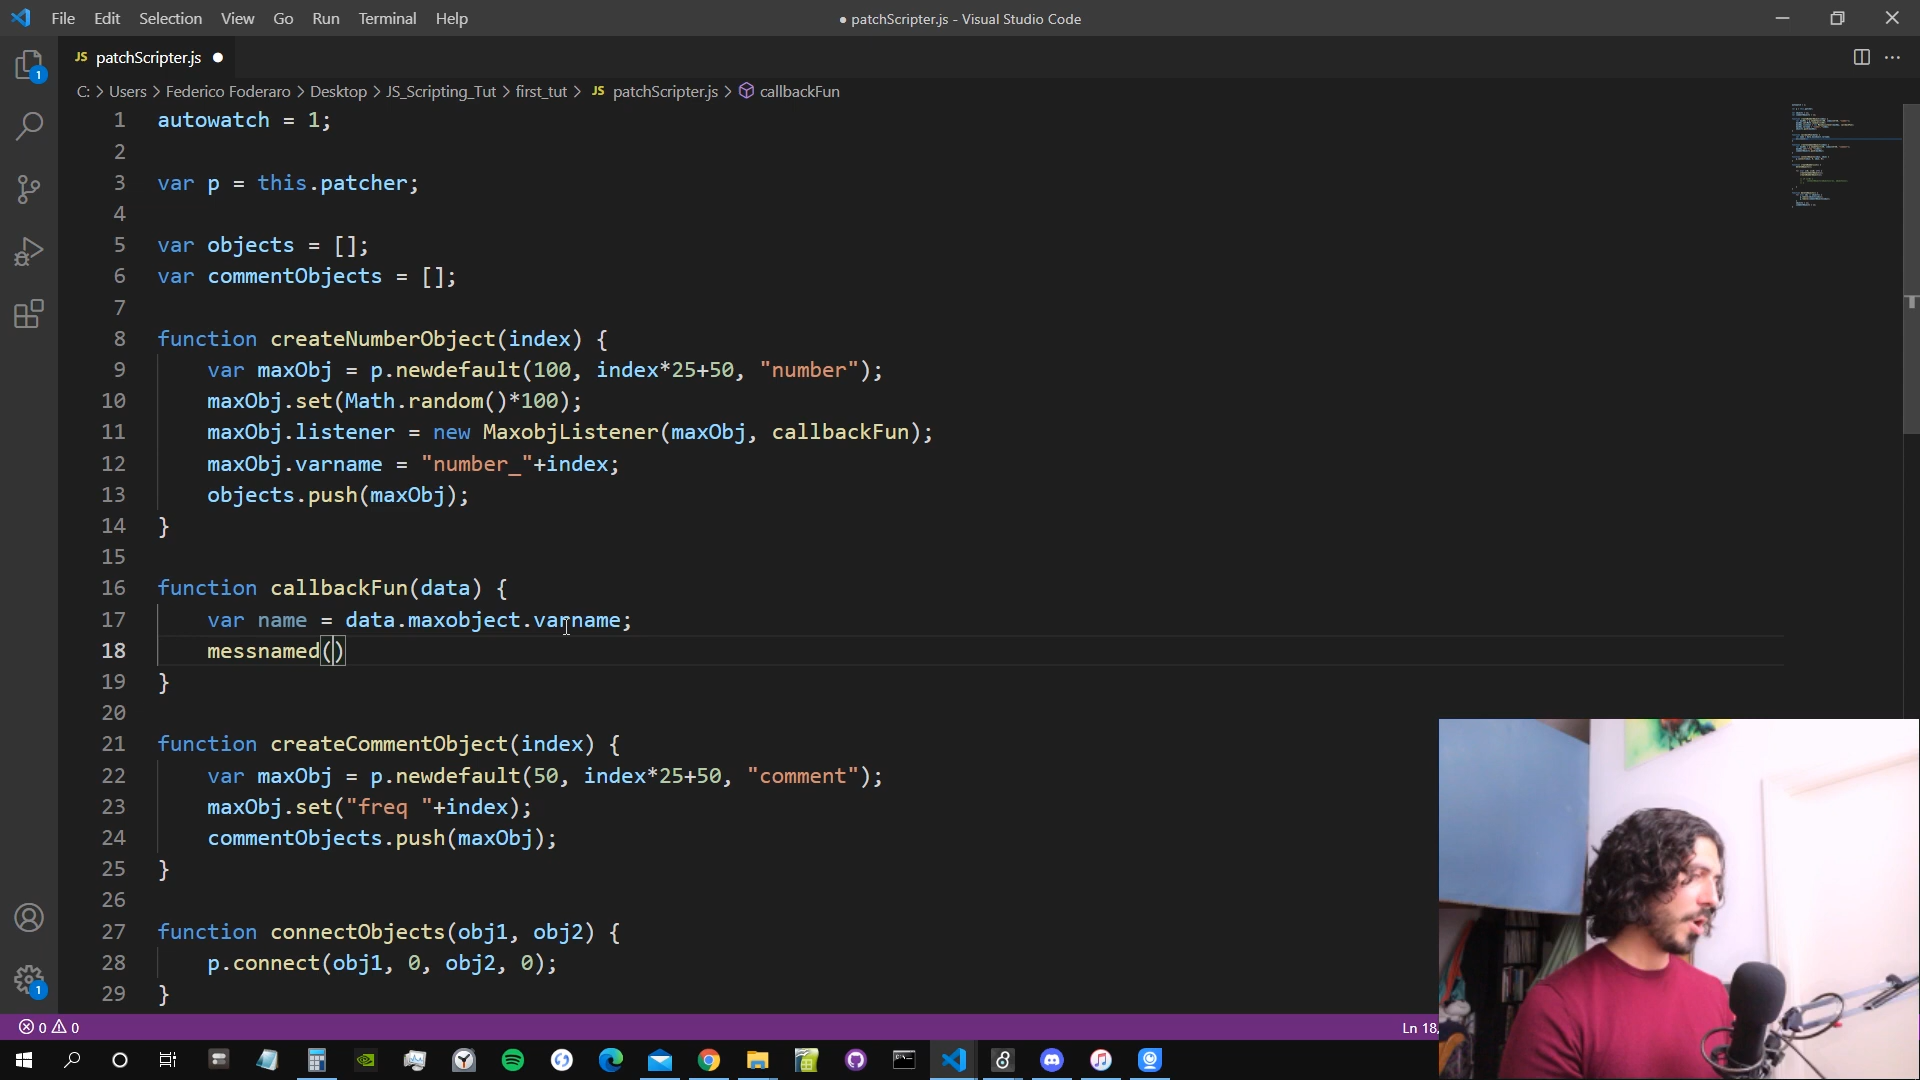 File Edit Selection View Go Run Terminal Help
● patchScripter.js - Visual Studio Code
JS patchScripter.js ●
C: > Users > Federico Foderaro > Desktop > JS_Scripting_Tut > first_tut > JS patchScripter.js > callbackFun
1 autowatch = 1;
2
3 var p = this.patcher;
4
5 var objects = [];
6 var commentObjects = [];
7
8 function createNumberObject(index) {
9 var maxObj = p.newdefault(100, index*25+50, "number");
10 maxObj.set(Math.random()*100);
11 maxObj.listener = new MaxobjListener(maxObj, callbackFun);
12 maxObj.varname = "number_"+index;
13 objects.push(maxObj);
14 }
15
16 function callbackFun(data) {
17 var name = data.maxobject.varname;
18 messnamed()
19 }
20
21 function createCommentObject(index) {
22 var maxObj = p.newdefault(50, index*25+50, "comment");
23 maxObj.set("freq "+index);
24 commentObjects.push(maxObj);
25 }
26
27 function connectObjects(obj1, obj2) {
28 p.connect(obj1, 0, obj2, 0);
29 }
1
1
0 0
Ln 18,